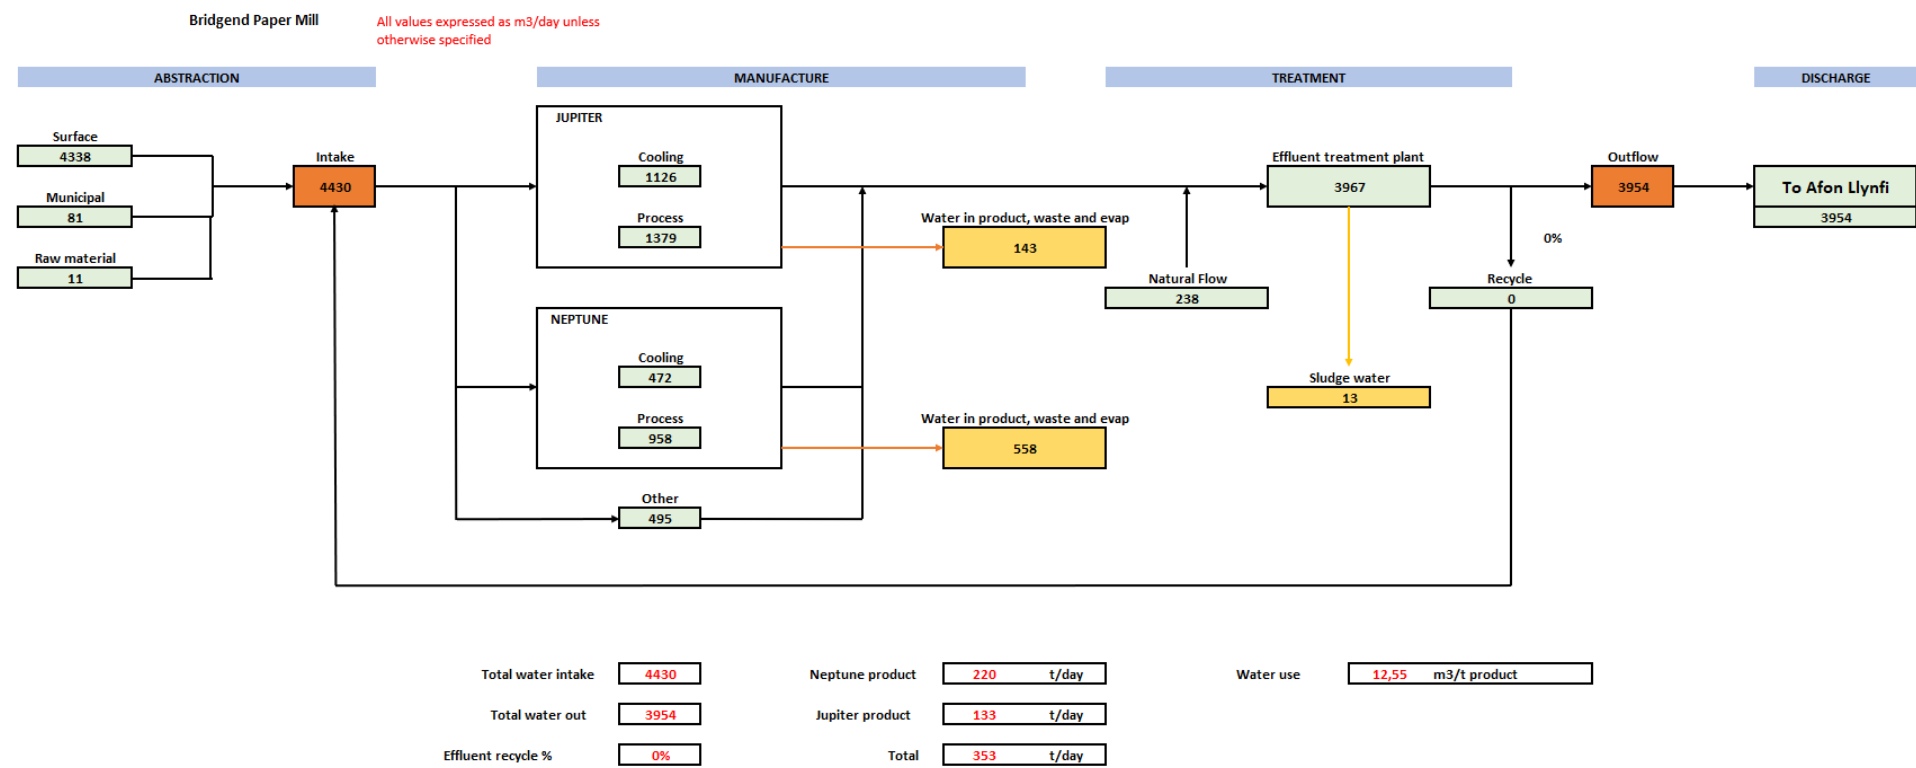 Bridgend Paper Mill
All values expressed as m3/day unless
otherwise specified
ABSTRACTION
MANUFACTURE
TREATMENT
DISCHARGE
Surface
4338
Municipal
81
Raw material
11
Intake
4430
JUPITER
Cooling
1126
Process
1379
Water in product, waste and evap
143
NEPTUNE
Cooling
472
Process
958
Water in product, waste and evap
558
Other
495
Natural Flow
238
Effluent treatment plant
3967
Sludge water
13
0%
Recycle
0
Outflow
3954
To Afon Llynfi
3954
Total water intake
4430
Neptune product
220 t/day
Water use
12,55 m3/t product
Total water out
3954
Jupiter product
133 t/day
Effluent recycle %
0%
Total
353 t/day